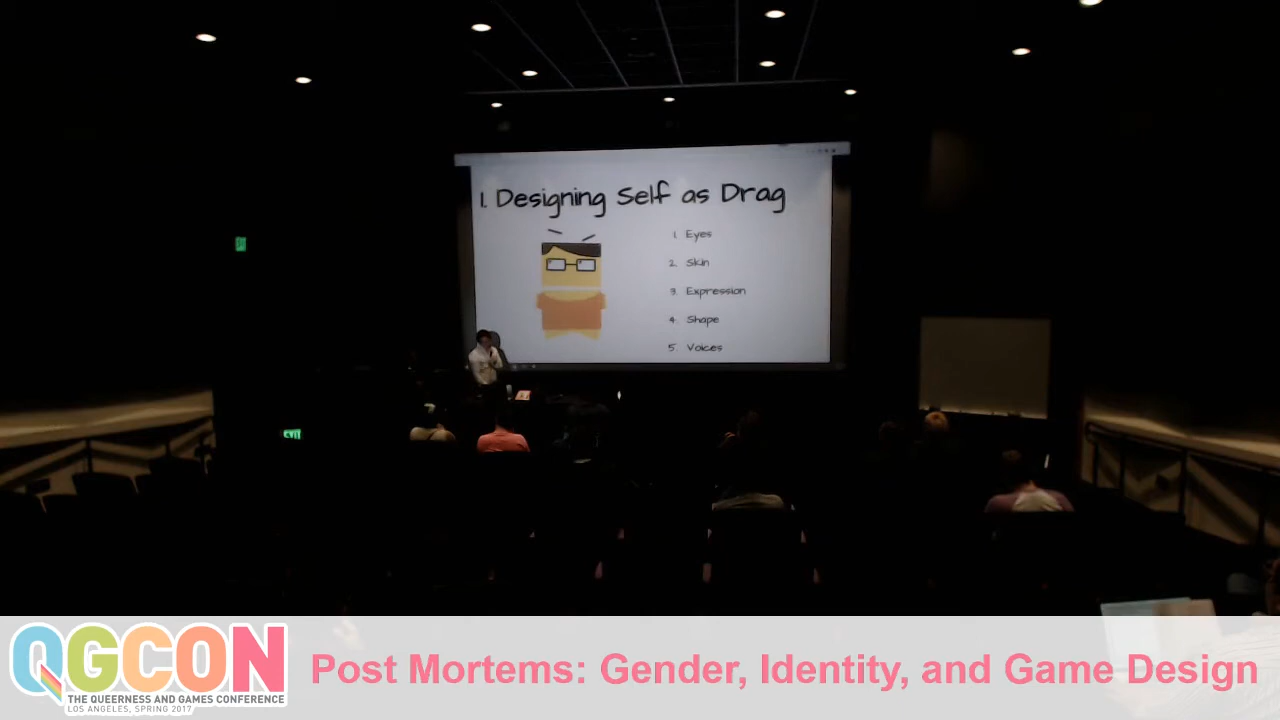 1. Designing Self as Drag
1. Eyes
2. Skin
3. Expression
4. Shape
5. Voices
QGCON
THE QUEERNESS AND GAMES CONFERENCE
LOS ANGELES, SPRING 2017
Post Mortems: Gender, Identity, and Game Design